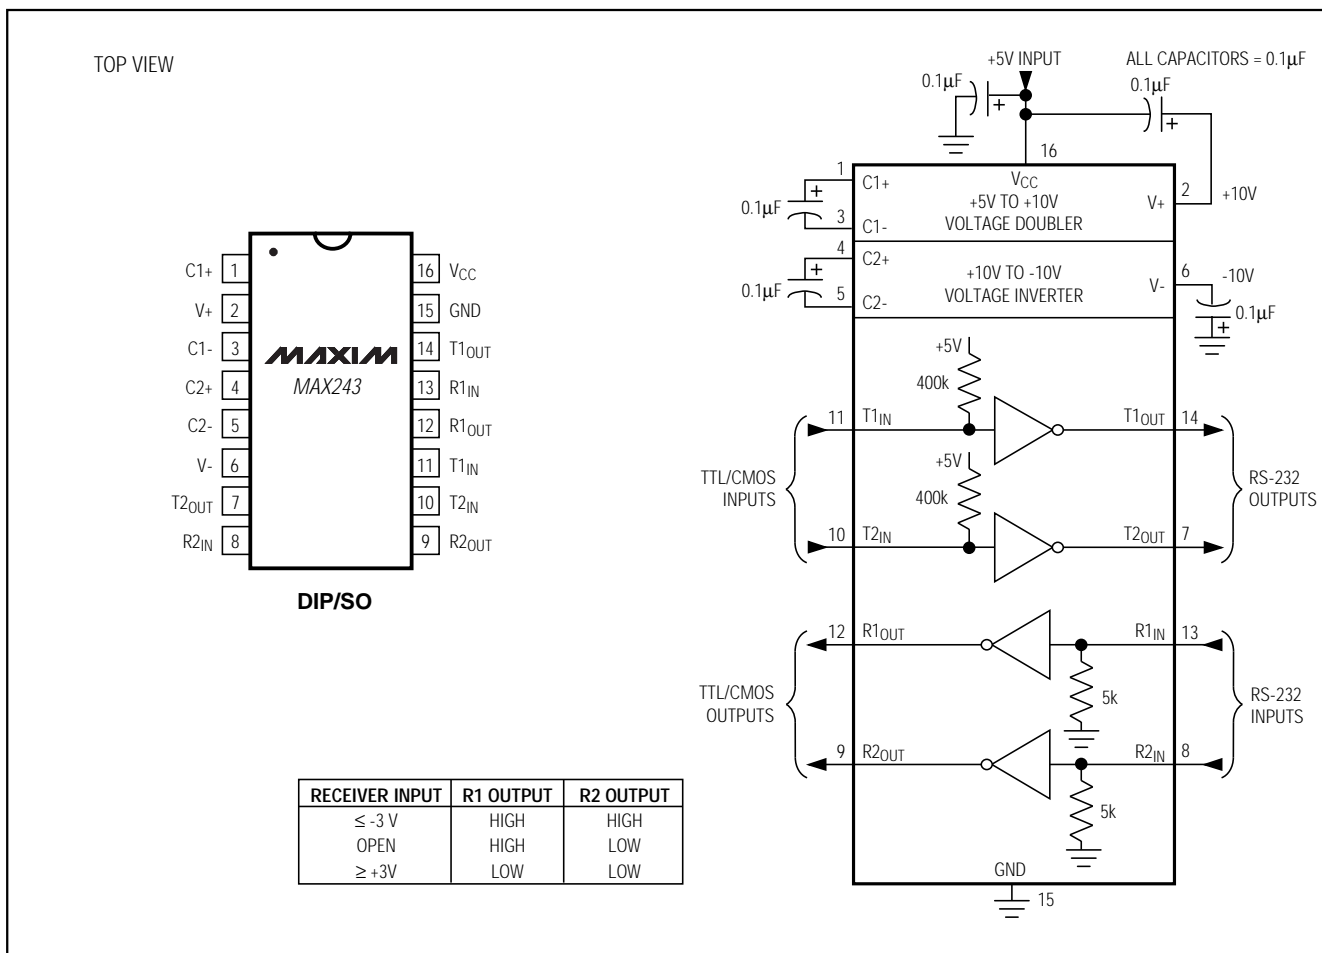 TOP VIEW
C1+ 1
V+ 2
C1- 3
C2+ 4
C2- 5
V- 6
T2OUT 7
R2IN 8
16 VCC
15 GND
14 T1OUT
13 R1IN
12 R1OUT
11 T1IN
10 T2IN
9 R2OUT
MAXIM
MAX243
DIP/SO
RECEIVER INPUT R1 OUTPUT R2 OUTPUT
≤ -3 V HIGH HIGH
OPEN HIGH LOW
≥ +3V LOW LOW
+5V INPUT
ALL CAPACITORS = 0.1µF
0.1µF
+
0.1µF
+
16
VCC
1
C1+
+
0.1µF
3
C1-
+5V TO +10V
VOLTAGE DOUBLER
V+
2
+10V
4
C2+
+
0.1µF
5
C2-
+10V TO -10V
VOLTAGE INVERTER
V-
6
-10V
0.1µF
+
+5V
400k
11
T1IN
T1OUT
14
+5V
400k
TTL/CMOS
INPUTS
RS-232
OUTPUTS
10
T2IN
T2OUT
7
12
R1OUT
R1IN
13
5k
TTL/CMOS
OUTPUTS
RS-232
INPUTS
9
R2OUT
R2IN
8
5k
GND
15